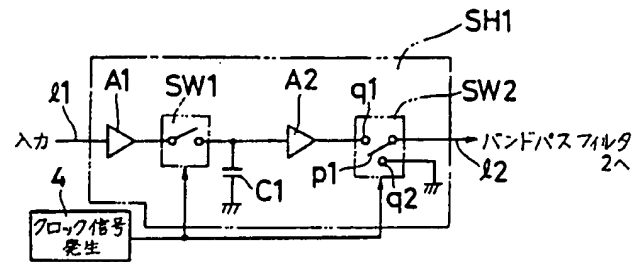 SH1
A1
SW1
A2
q1
SW2
ℓ1
入力
バンドパスフィルタ
2へ
p1
ℓ2
q2
C1
4
クロック信号
発生